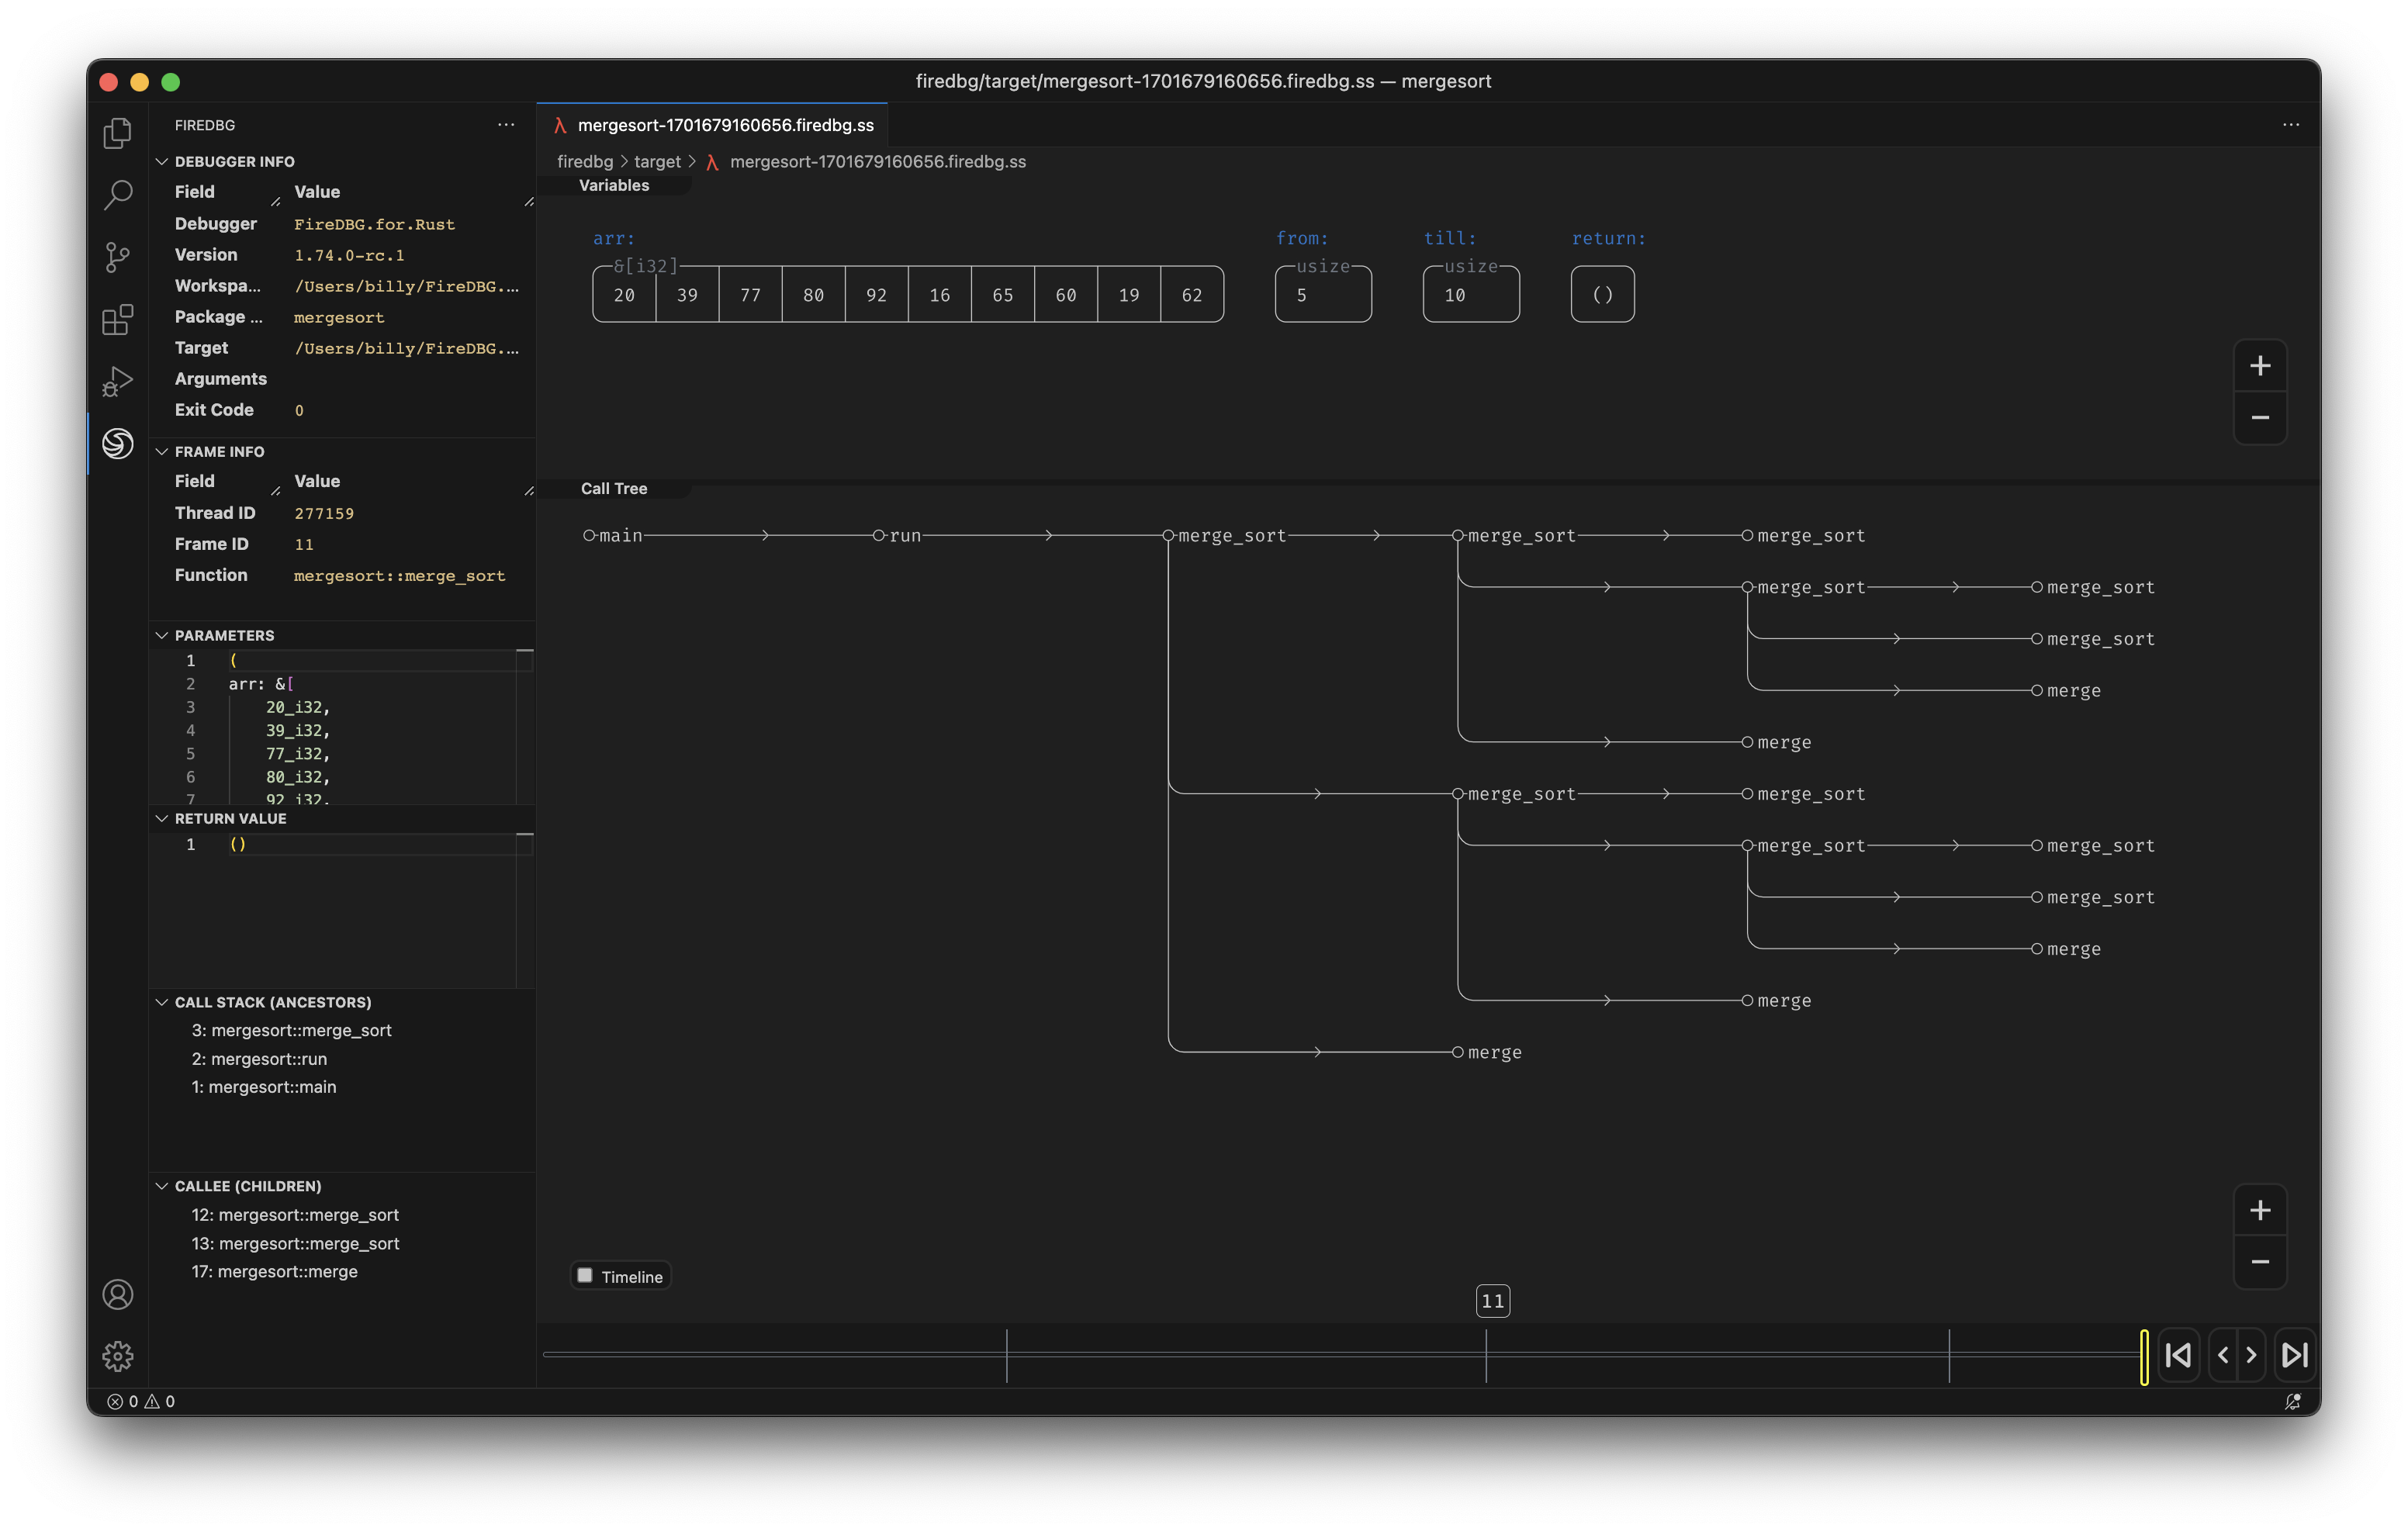 firedbg/target/mergesort-1701679160656.firedbg.ss — mergesort
FIREDBG
DEBUGGER INFO
Field Value
Debugger FireDBG.for.Rust
Version 1.74.0-rc.1
Workspa... /Users/billy/FireDBG....
Package ... mergesort
Target /Users/billy/FireDBG....
Arguments
Exit Code 0
FRAME INFO
Field Value
Thread ID 277159
Frame ID 11
Function mergesort::merge_sort
PARAMETERS
1 (
2 arr: &[
3 20_i32,
4 39_i32,
5 77_i32,
6 80_i32,
7 92_i32,
RETURN VALUE
1 ()
CALL STACK (ANCESTORS)
3: mergesort::merge_sort
2: mergesort::run
1: mergesort::main
CALLEE (CHILDREN)
12: mergesort::merge_sort
13: mergesort::merge_sort
17: mergesort::merge
0 0
λ mergesort-1701679160656.firedbg.ss
firedbg > target > λ mergesort-1701679160656.firedbg.ss
Variables
arr: from: till: return:
&[i32] usize usize
20 39 77 80 92 16 65 60 19 62 5 10 ()
+
−
Call Tree
main run merge_sort merge_sort merge_sort
merge_sort merge_sort
merge_sort
merge
merge
merge_sort merge_sort
merge_sort merge_sort
merge_sort
merge
merge
merge
+
−
Timeline
11